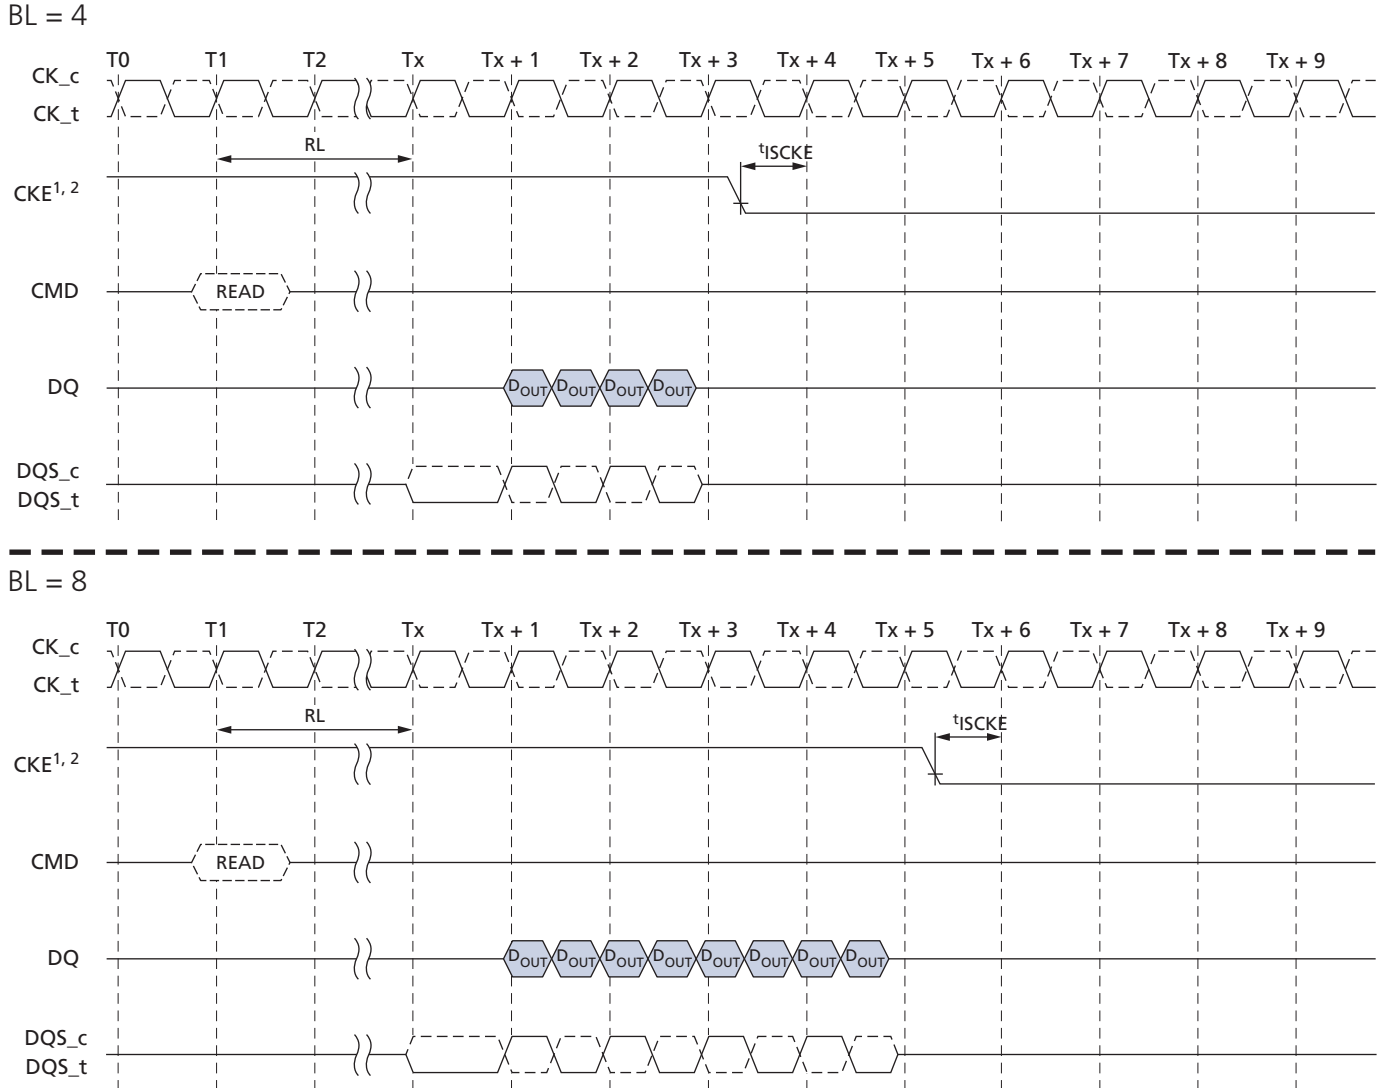 BL = 4
T0 T1 T2 Tx Tx + 1 Tx + 2 Tx + 3 Tx + 4 Tx + 5 Tx + 6 Tx + 7 Tx + 8 Tx + 9
CK_c
CK_t
RL
tISCKE
CKE1, 2
CMD READ
DQ DOUT DOUT DOUT DOUT
DQS_c
DQS_t
BL = 8
T0 T1 T2 Tx Tx + 1 Tx + 2 Tx + 3 Tx + 4 Tx + 5 Tx + 6 Tx + 7 Tx + 8 Tx + 9
CK_c
CK_t
RL
tISCKE
CKE1, 2
CMD READ
DQ DOUT DOUT DOUT DOUT DOUT DOUT DOUT DOUT
DQS_c
DQS_t